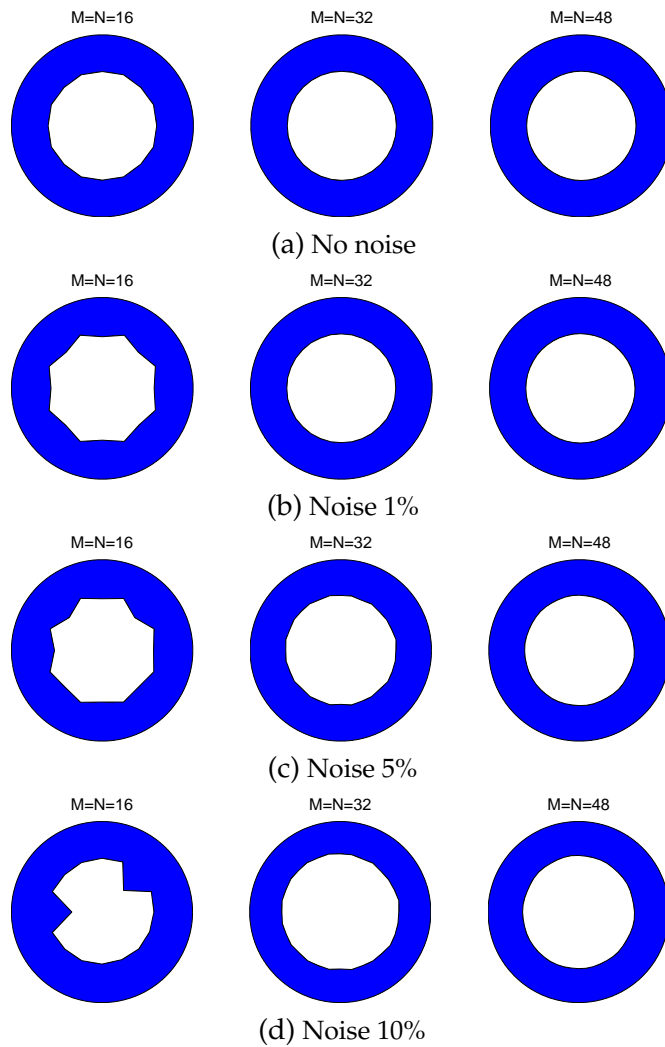 M=N=16 M=N=32 M=N=48
(a) No noise
M=N=16 M=N=32 M=N=48
(b) Noise 1%
M=N=16 M=N=32 M=N=48
(c) Noise 5%
M=N=16 M=N=32 M=N=48
(d) Noise 10%